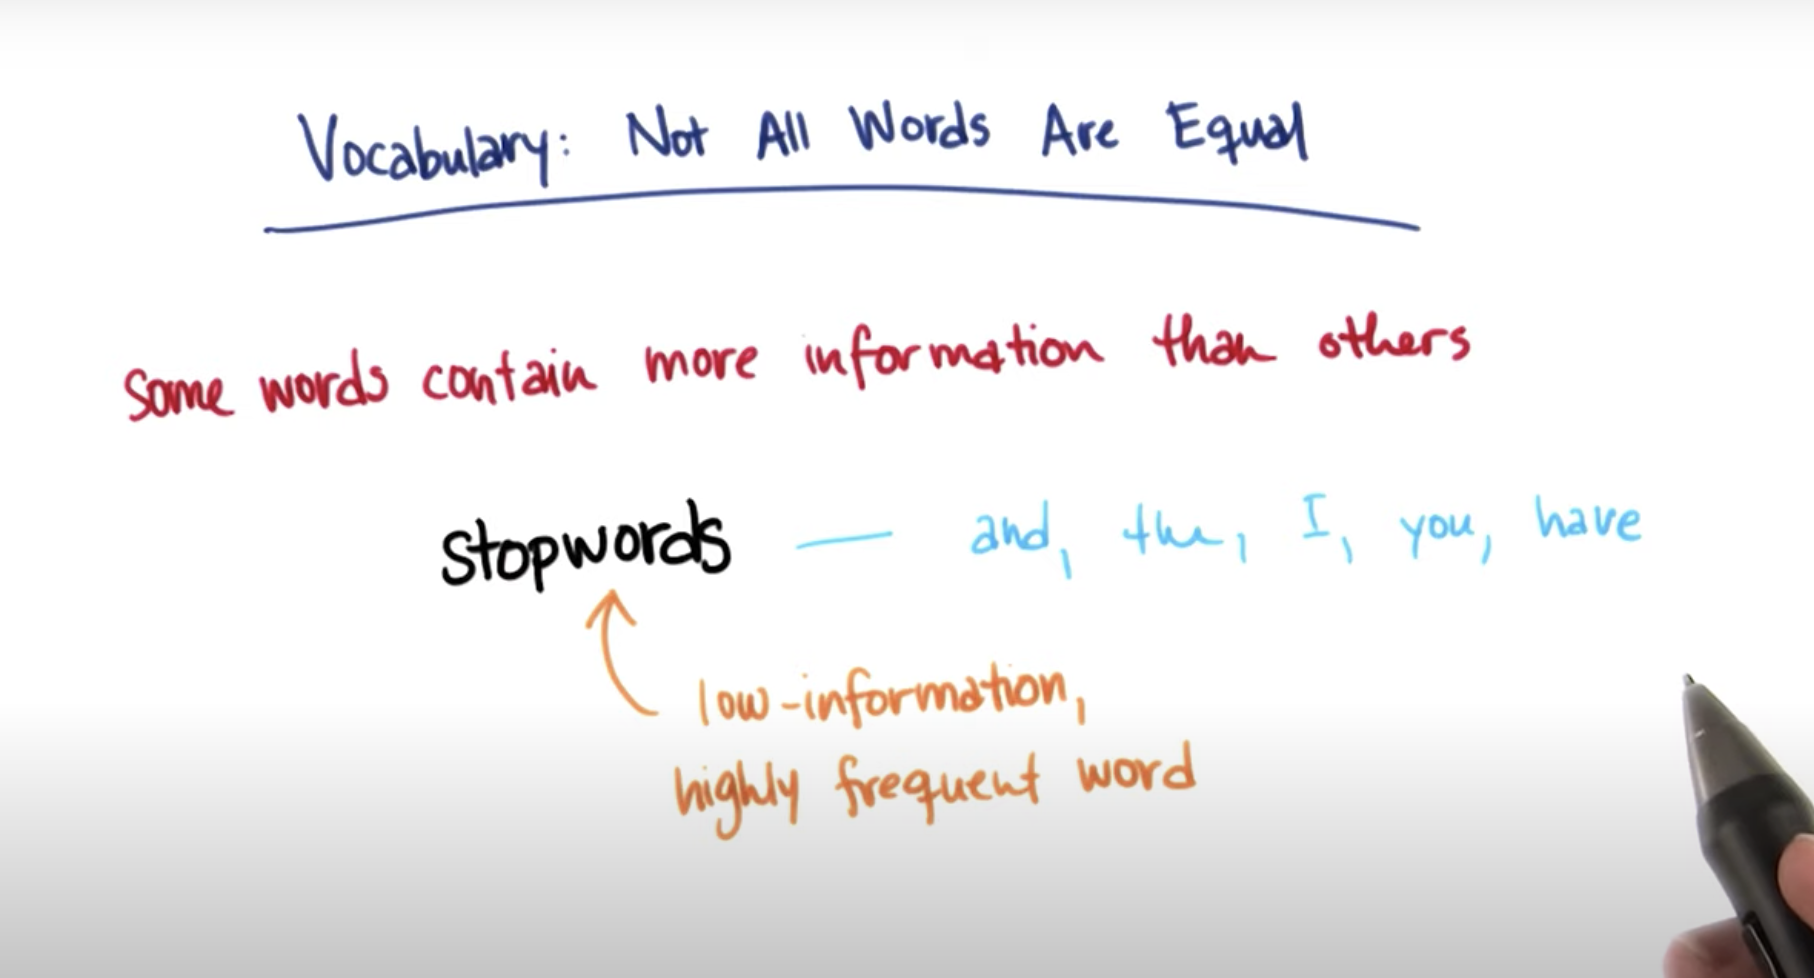 Vocabulary: Not All Words Are Equal
Some words contain more information than others
stopwords — and, the, I, you, have
low-information,
highly frequent word